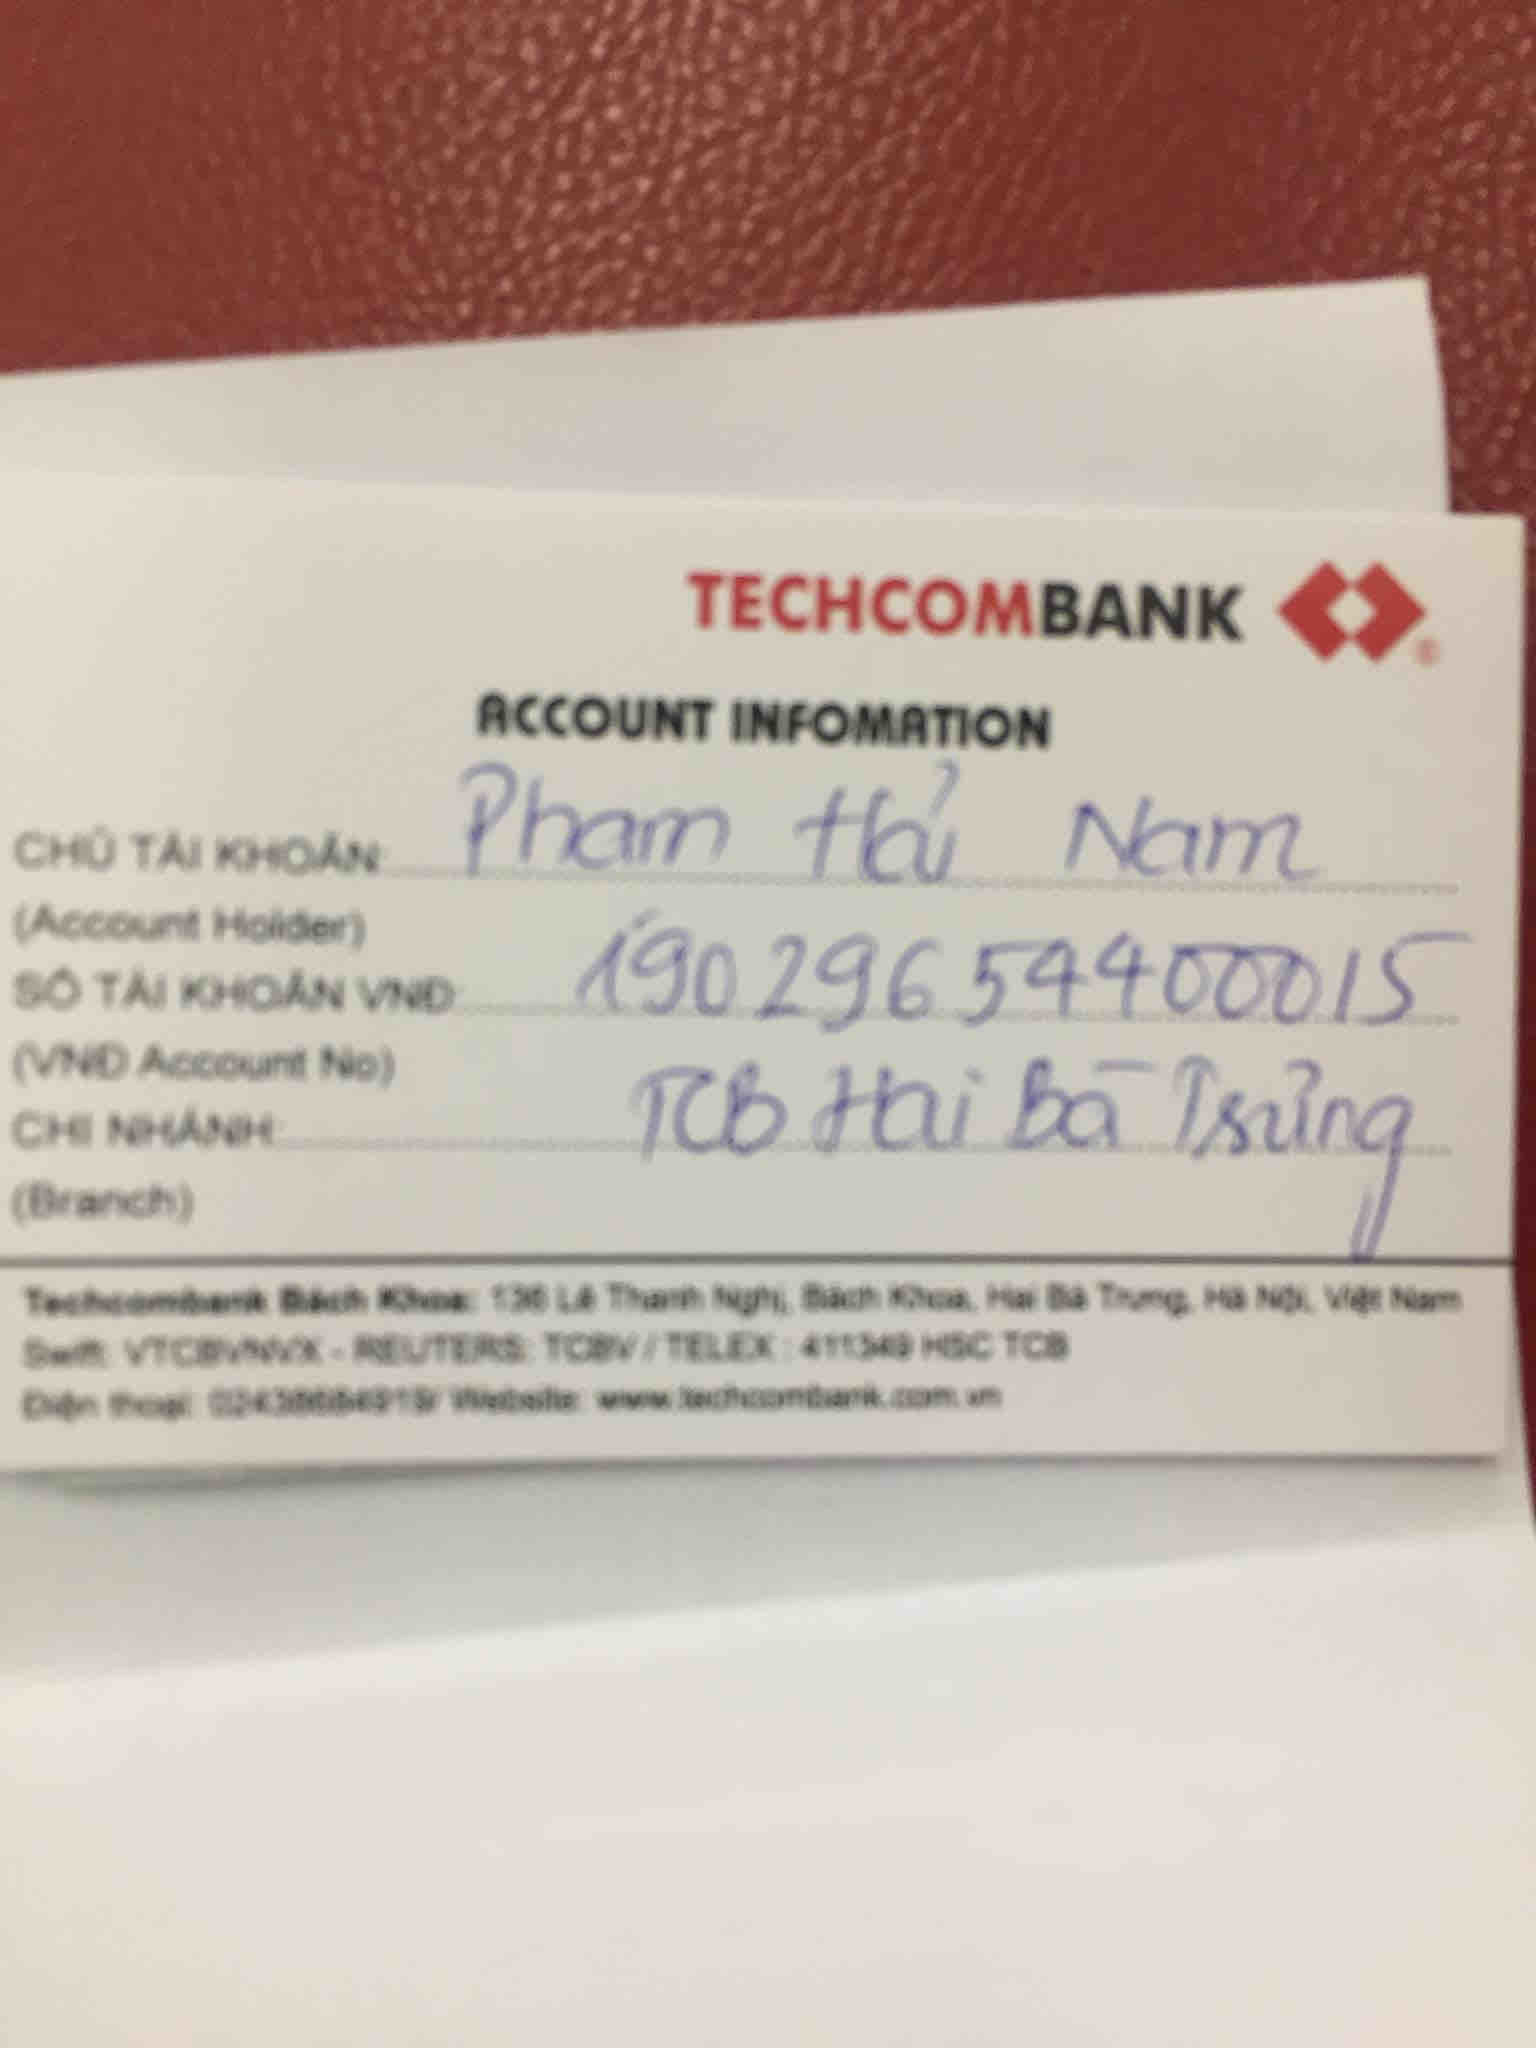 TECHCOMBANK
ACCOUNT INFOMATION
CHỦ TÀI KHOẢN: Pham Hải Nam
(Account Holder)
SỐ TÀI KHOẢN VNĐ: 19029654400015
(VNĐ Account No)
CHI NHÁNH: TCB Hai Bà Trưng
(Branch)
Techcombank Bách Khoa: 136 Lê Thanh Nghị, Bách Khoa, Hai Bà Trưng, Hà Nội, Việt Nam
Swift: VTCBVNVX - REUTERS: TCBV / TELEX : 411349 HSC TCB
Điện thoại: Website: www.techcombank.com.vn